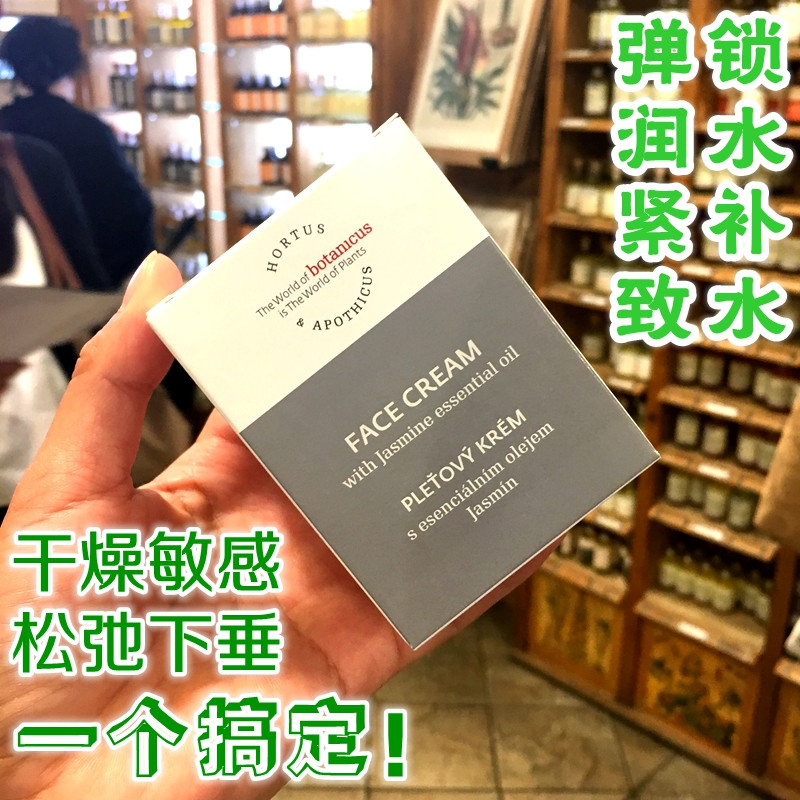 锁水补水
弹润紧致
HORTUS
The World of botanicus
is The World of Plants
& APOTHICUS
FACE CREAM
with Jasmine essential oil
PLEŤOVÝ KRÉM
s esenciálním olejem
Jasmín
干燥敏感
松弛下垂
一个搞定!